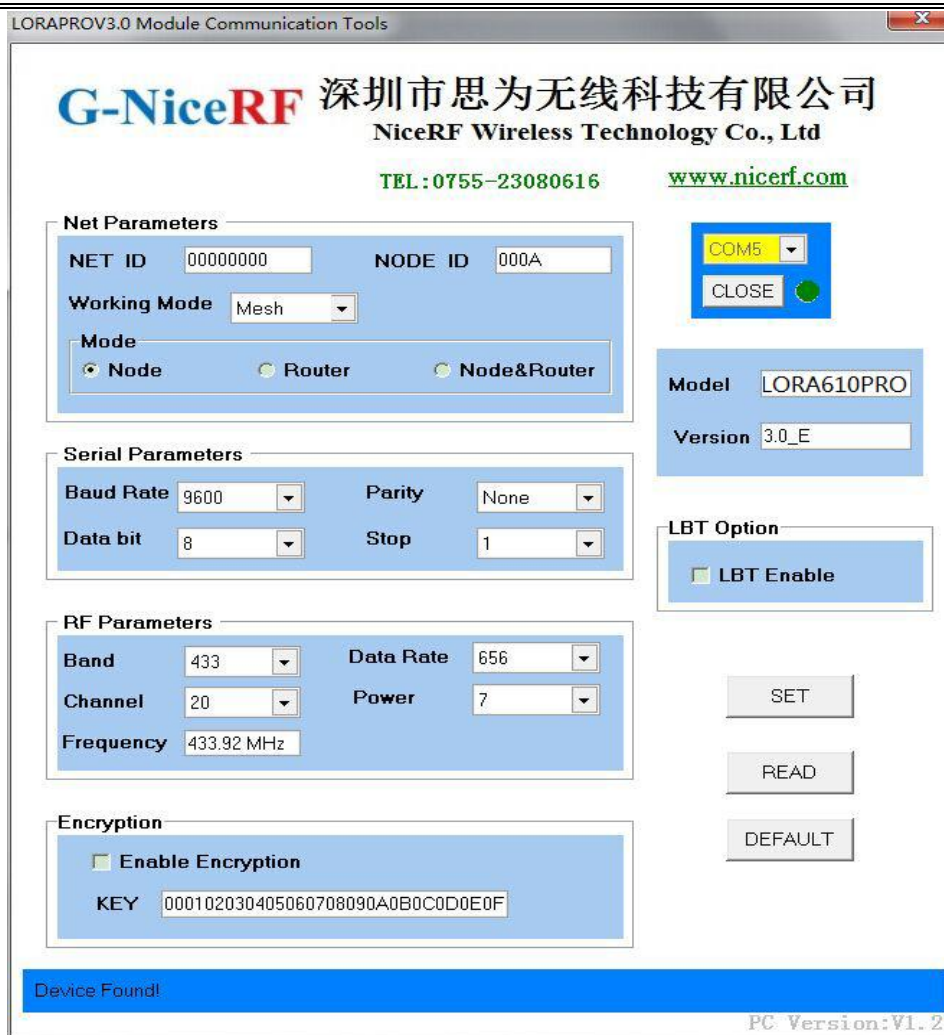 LORAPROV3.0 Module Communication Tools
G-NiceRF 深圳市思为无线科技有限公司
NiceRF Wireless Technology Co., Ltd
TEL:0755-23080616 www.nicerf.com
Net Parameters
NET ID 00000000 NODE ID 000A
Working Mode Mesh
Mode
Node Router Node&Router
COM5
CLOSE
Model LORA610PRO
Version 3.0_E
Serial Parameters
Baud Rate 9600 Parity None
Data bit 8 Stop 1
LBT Option
LBT Enable
RF Parameters
Band 433 Data Rate 656
Channel 20 Power 7
Frequency 433.92 MHz
SET
READ
DEFAULT
Encryption
Enable Encryption
KEY 000102030405060708090A0B0C0D0E0F
Device Found!
PC Version:V1.2